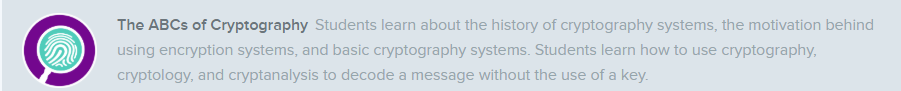 The ABCs of Cryptography Students learn about the history of cryptography systems, the motivation behind
using encryption systems, and basic cryptography systems. Students learn how to use cryptography,
cryptology, and cryptanalysis to decode a message without the use of a key.